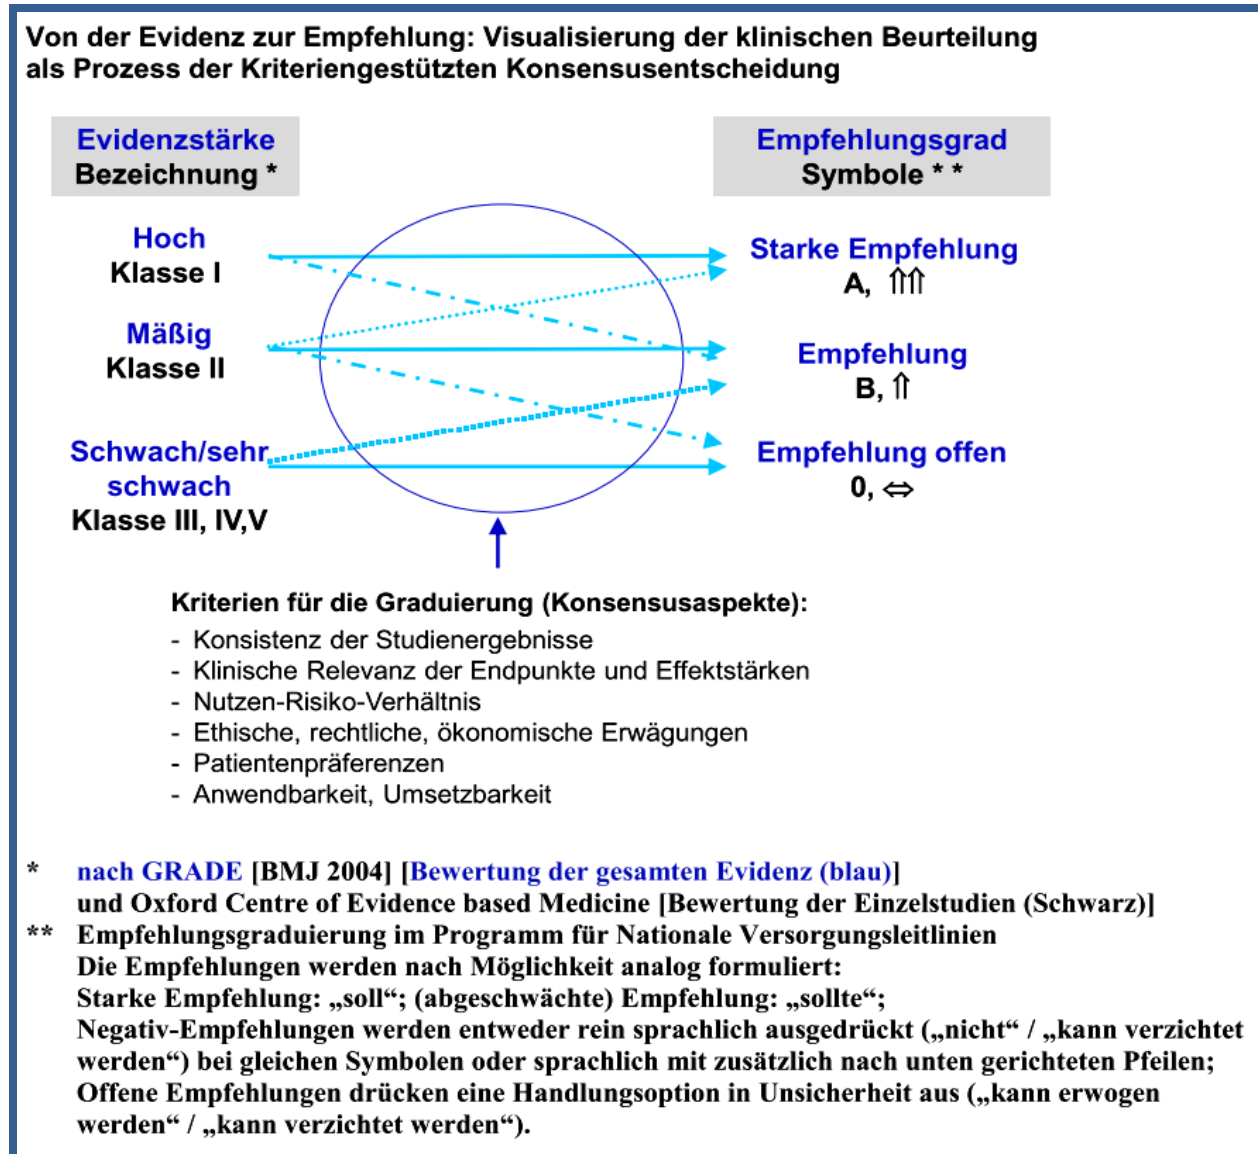 Von der Evidenz zur Empfehlung: Visualisierung der klinischen Beurteilung
als Prozess der Kriteriengestützten Konsensusentscheidung
Evidenzstärke
Bezeichnung *
Empfehlungsgrad
Symbole * *
Hoch
Klasse I
Starke Empfehlung
A, ⇑⇑
Mäßig
Klasse II
Empfehlung
B, ⇑
Schwach/sehr
schwach
Klasse III, IV,V
Empfehlung offen
0, ⇔
Kriterien für die Graduierung (Konsensusaspekte):
- Konsistenz der Studienergebnisse
- Klinische Relevanz der Endpunkte und Effektstärken
- Nutzen-Risiko-Verhältnis
- Ethische, rechtliche, ökonomische Erwägungen
- Patientenpräferenzen
- Anwendbarkeit, Umsetzbarkeit
* nach GRADE [BMJ 2004] [Bewertung der gesamten Evidenz (blau)]
und Oxford Centre of Evidence based Medicine [Bewertung der Einzelstudien (Schwarz)]
** Empfehlungsgraduierung im Programm für Nationale Versorgungsleitlinien
Die Empfehlungen werden nach Möglichkeit analog formuliert:
Starke Empfehlung: „soll“; (abgeschwächte) Empfehlung: „sollte“;
Negativ-Empfehlungen werden entweder rein sprachlich ausgedrückt („nicht“ / „kann verzichtet
werden“) bei gleichen Symbolen oder sprachlich mit zusätzlich nach unten gerichteten Pfeilen;
Offene Empfehlungen drücken eine Handlungsoption in Unsicherheit aus („kann erwogen
werden“ / „kann verzichtet werden“).